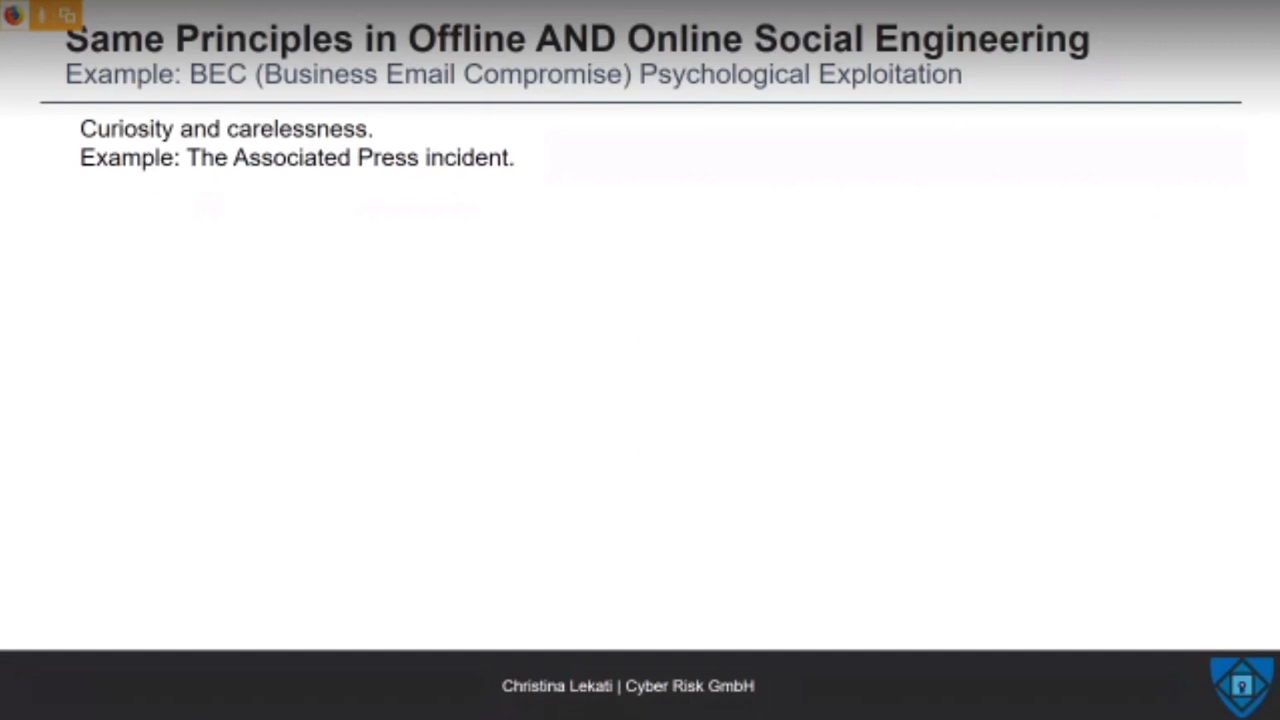 Same Principles in Offline AND Online Social Engineering
Example: BEC (Business Email Compromise) Psychological Exploitation
Curiosity and carelessness.
Example: The Associated Press incident.
Christina Lekati | Cyber Risk GmbH